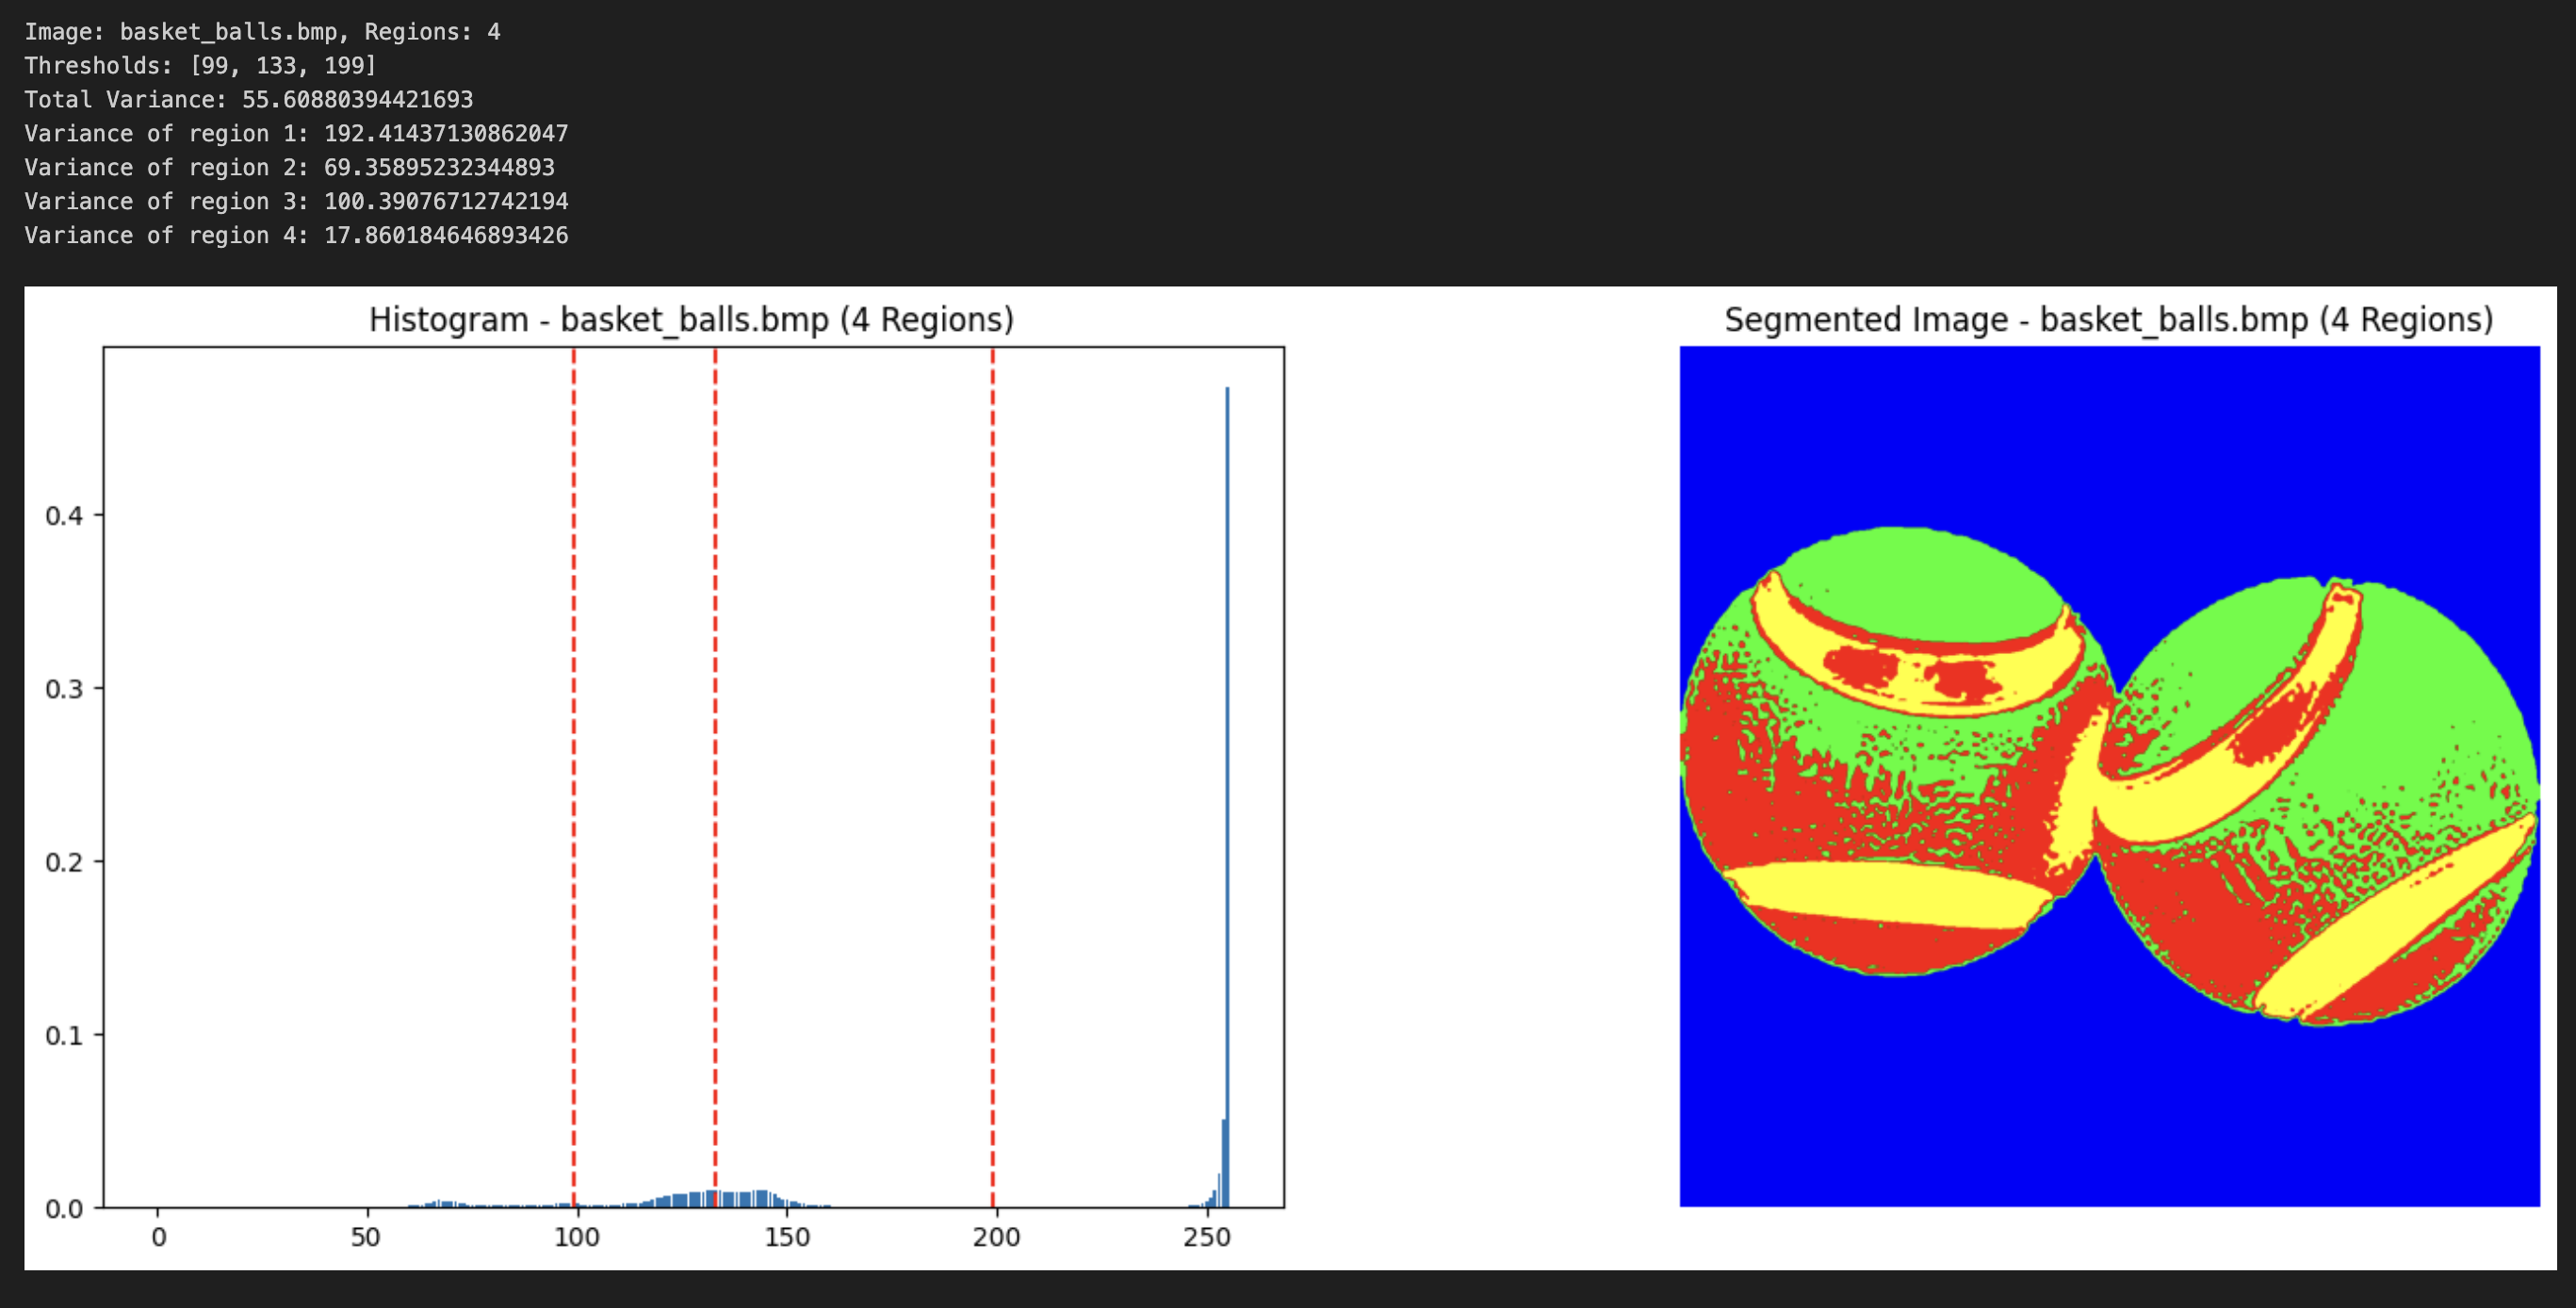 Image: basket_balls.bmp, Regions: 4
Thresholds: [99, 133, 199]
Total Variance: 55.60880394421693
Variance of region 1: 192.41437130862047
Variance of region 2: 69.35895232344893
Variance of region 3: 100.39076712742194
Variance of region 4: 17.860184646893426
Histogram - basket_balls.bmp (4 Regions)
0.4
0.3
0.2
0.1
0.0
0 50 100 150 200 250
Segmented Image - basket_balls.bmp (4 Regions)